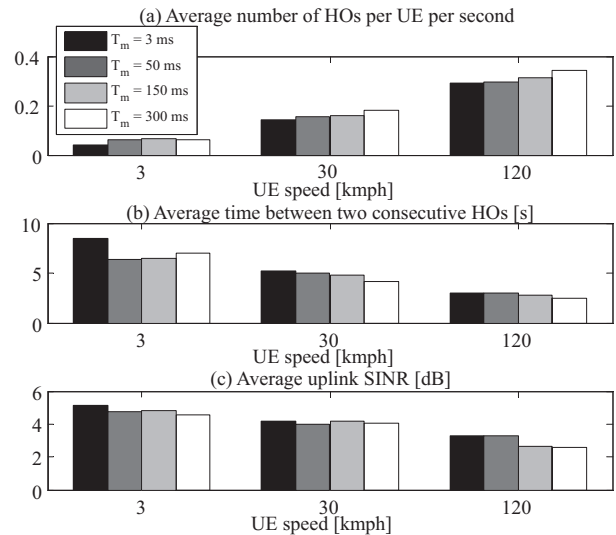 (a) Average number of HOs per UE per second
0.4
0.2
0
T_m = 3 ms
T_m = 50 ms
T_m = 150 ms
T_m = 300 ms
3 30 120
UE speed [kmph]
(b) Average time between two consecutive HOs [s]
10
5
0
3 30 120
UE speed [kmph]
(c) Average uplink SINR [dB]
6
4
2
0
3 30 120
UE speed [kmph]